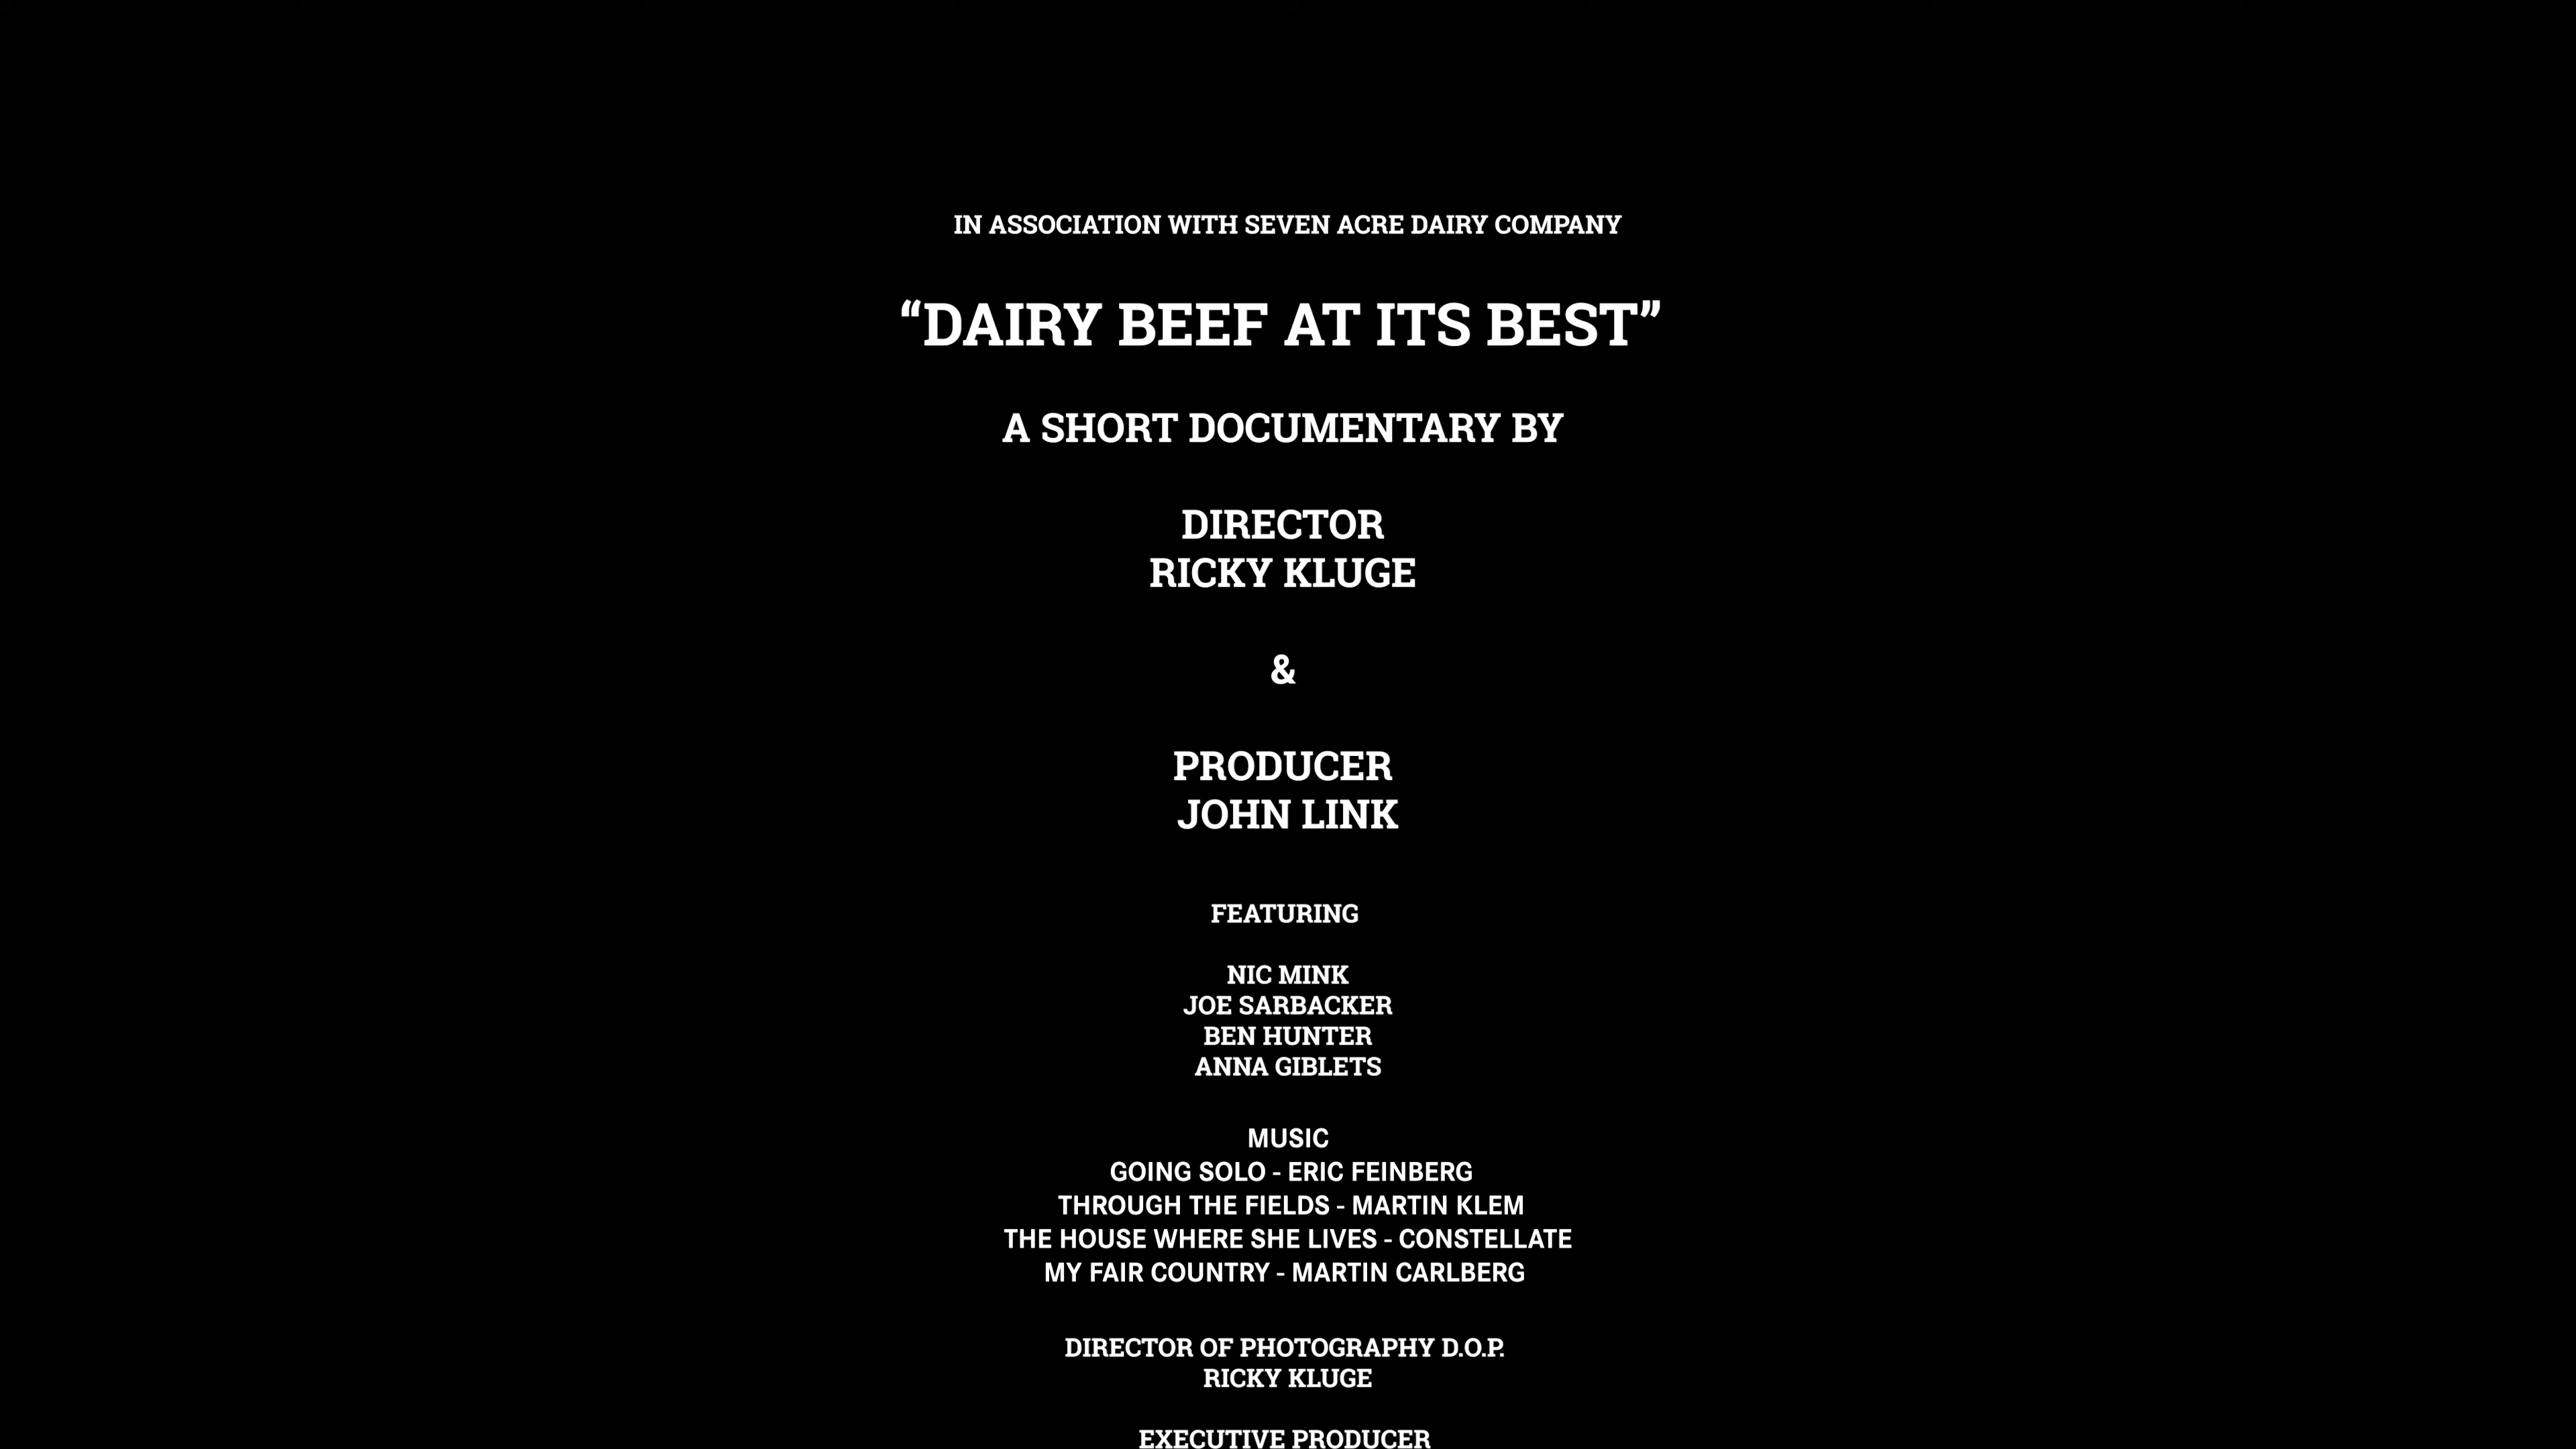 IN ASSOCIATION WITH SEVEN ACRE DAIRY COMPANY
“DAIRY BEEF AT ITS BEST”
A SHORT DOCUMENTARY BY
DIRECTOR
RICKY KLUGE
&
PRODUCER
JOHN LINK
FEATURING
NIC MINK
JOE SARBACKER
BEN HUNTER
ANNA GIBLETS
MUSIC
GOING SOLO - ERIC FEINBERG
THROUGH THE FIELDS - MARTIN KLEM
THE HOUSE WHERE SHE LIVES - CONSTELLATE
MY FAIR COUNTRY - MARTIN CARLBERG
DIRECTOR OF PHOTOGRAPHY D.O.P.
RICKY KLUGE
EXECUTIVE PRODUCER